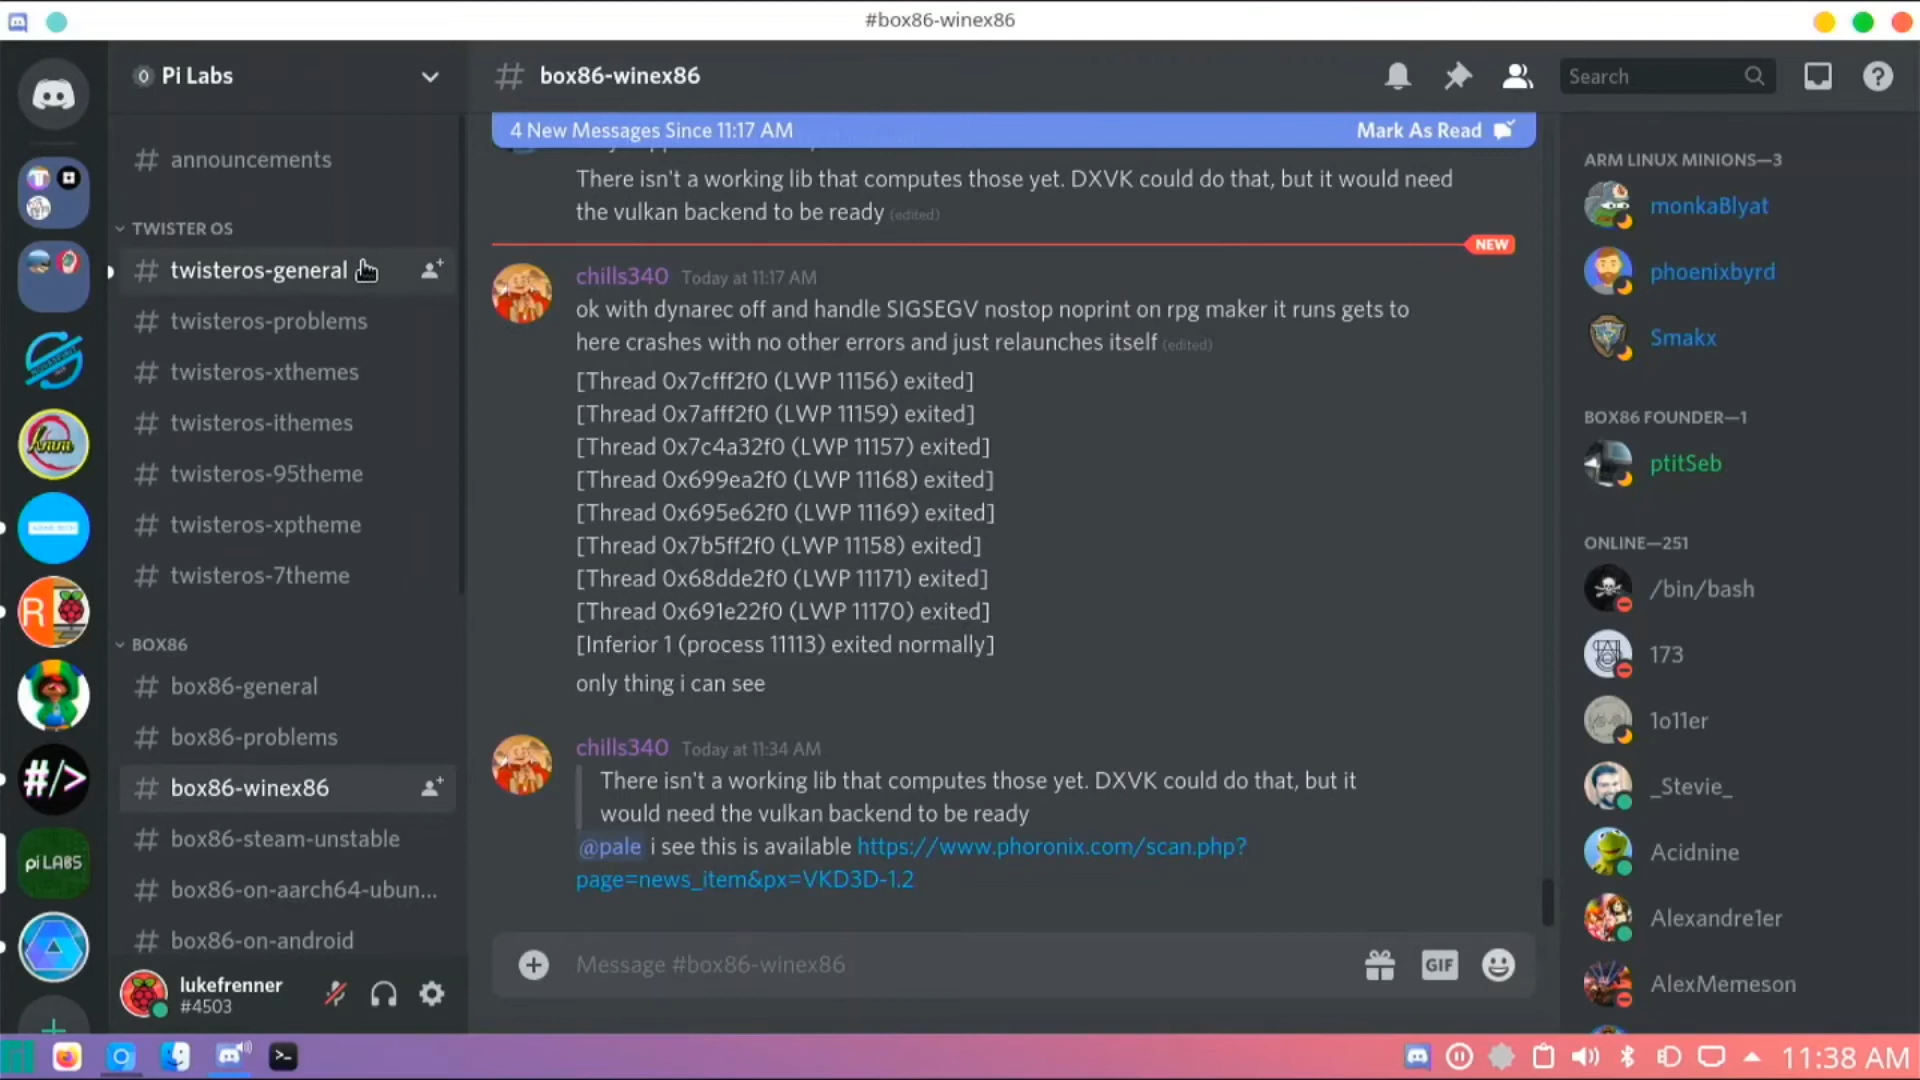 #box86-winex86
Pi Labs
box86-winex86
Search
announcements
TWISTER OS
twisteros-general
twisteros-problems
twisteros-xthemes
twisteros-ithemes
twisteros-95theme
twisteros-xptheme
twisteros-7theme
BOX86
box86-general
box86-problems
box86-winex86
box86-steam-unstable
box86-on-aarch64-ubun...
box86-on-android
lukefrenner
#4503
pi LABS
R
#/>
4 New Messages Since 11:17 AM
Mark As Read
There isn't a working lib that computes those yet. DXVK could do that, but it would need
the vulkan backend to be ready (edited)
NEW
chills340 Today at 11:17 AM
ok with dynarec off and handle SIGSEGV nostop noprint on rpg maker it runs gets to
here crashes with no other errors and just relaunches itself (edited)
[Thread 0x7cfff2f0 (LWP 11156) exited]
[Thread 0x7afff2f0 (LWP 11159) exited]
[Thread 0x7c4a32f0 (LWP 11157) exited]
[Thread 0x699ea2f0 (LWP 11168) exited]
[Thread 0x695e62f0 (LWP 11169) exited]
[Thread 0x7b5ff2f0 (LWP 11158) exited]
[Thread 0x68dde2f0 (LWP 11171) exited]
[Thread 0x691e22f0 (LWP 11170) exited]
[Inferior 1 (process 11113) exited normally]
only thing i can see
chills340 Today at 11:34 AM
There isn't a working lib that computes those yet. DXVK could do that, but it
would need the vulkan backend to be ready
@pale i see this is available https://www.phoronix.com/scan.php?
page=news_item&px=VKD3D-1.2
Message #box86-winex86
GIF
ARM LINUX MINIONS—3
monkaBlyat
phoenixbyrd
Smakx
BOX86 FOUNDER—1
ptitSeb
ONLINE—251
/bin/bash
173
1o11er
_Stevie_
Acidnine
Alexandre1er
AlexMemeson
11:38 AM